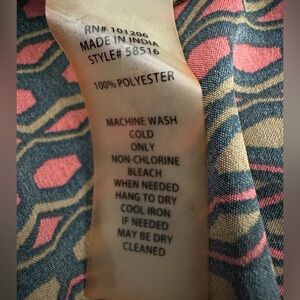 RN# 101206
MADE IN INDIA
STYLE# 58516
100% POLYESTER
MACHINE WASH
GOLD
ONLY
NON-CHLORINE
BLEACH
WHEN NEEDED
HANG TO DRY
COOL IRON
IF NEEDED
MAY BE DRY
CLEANED